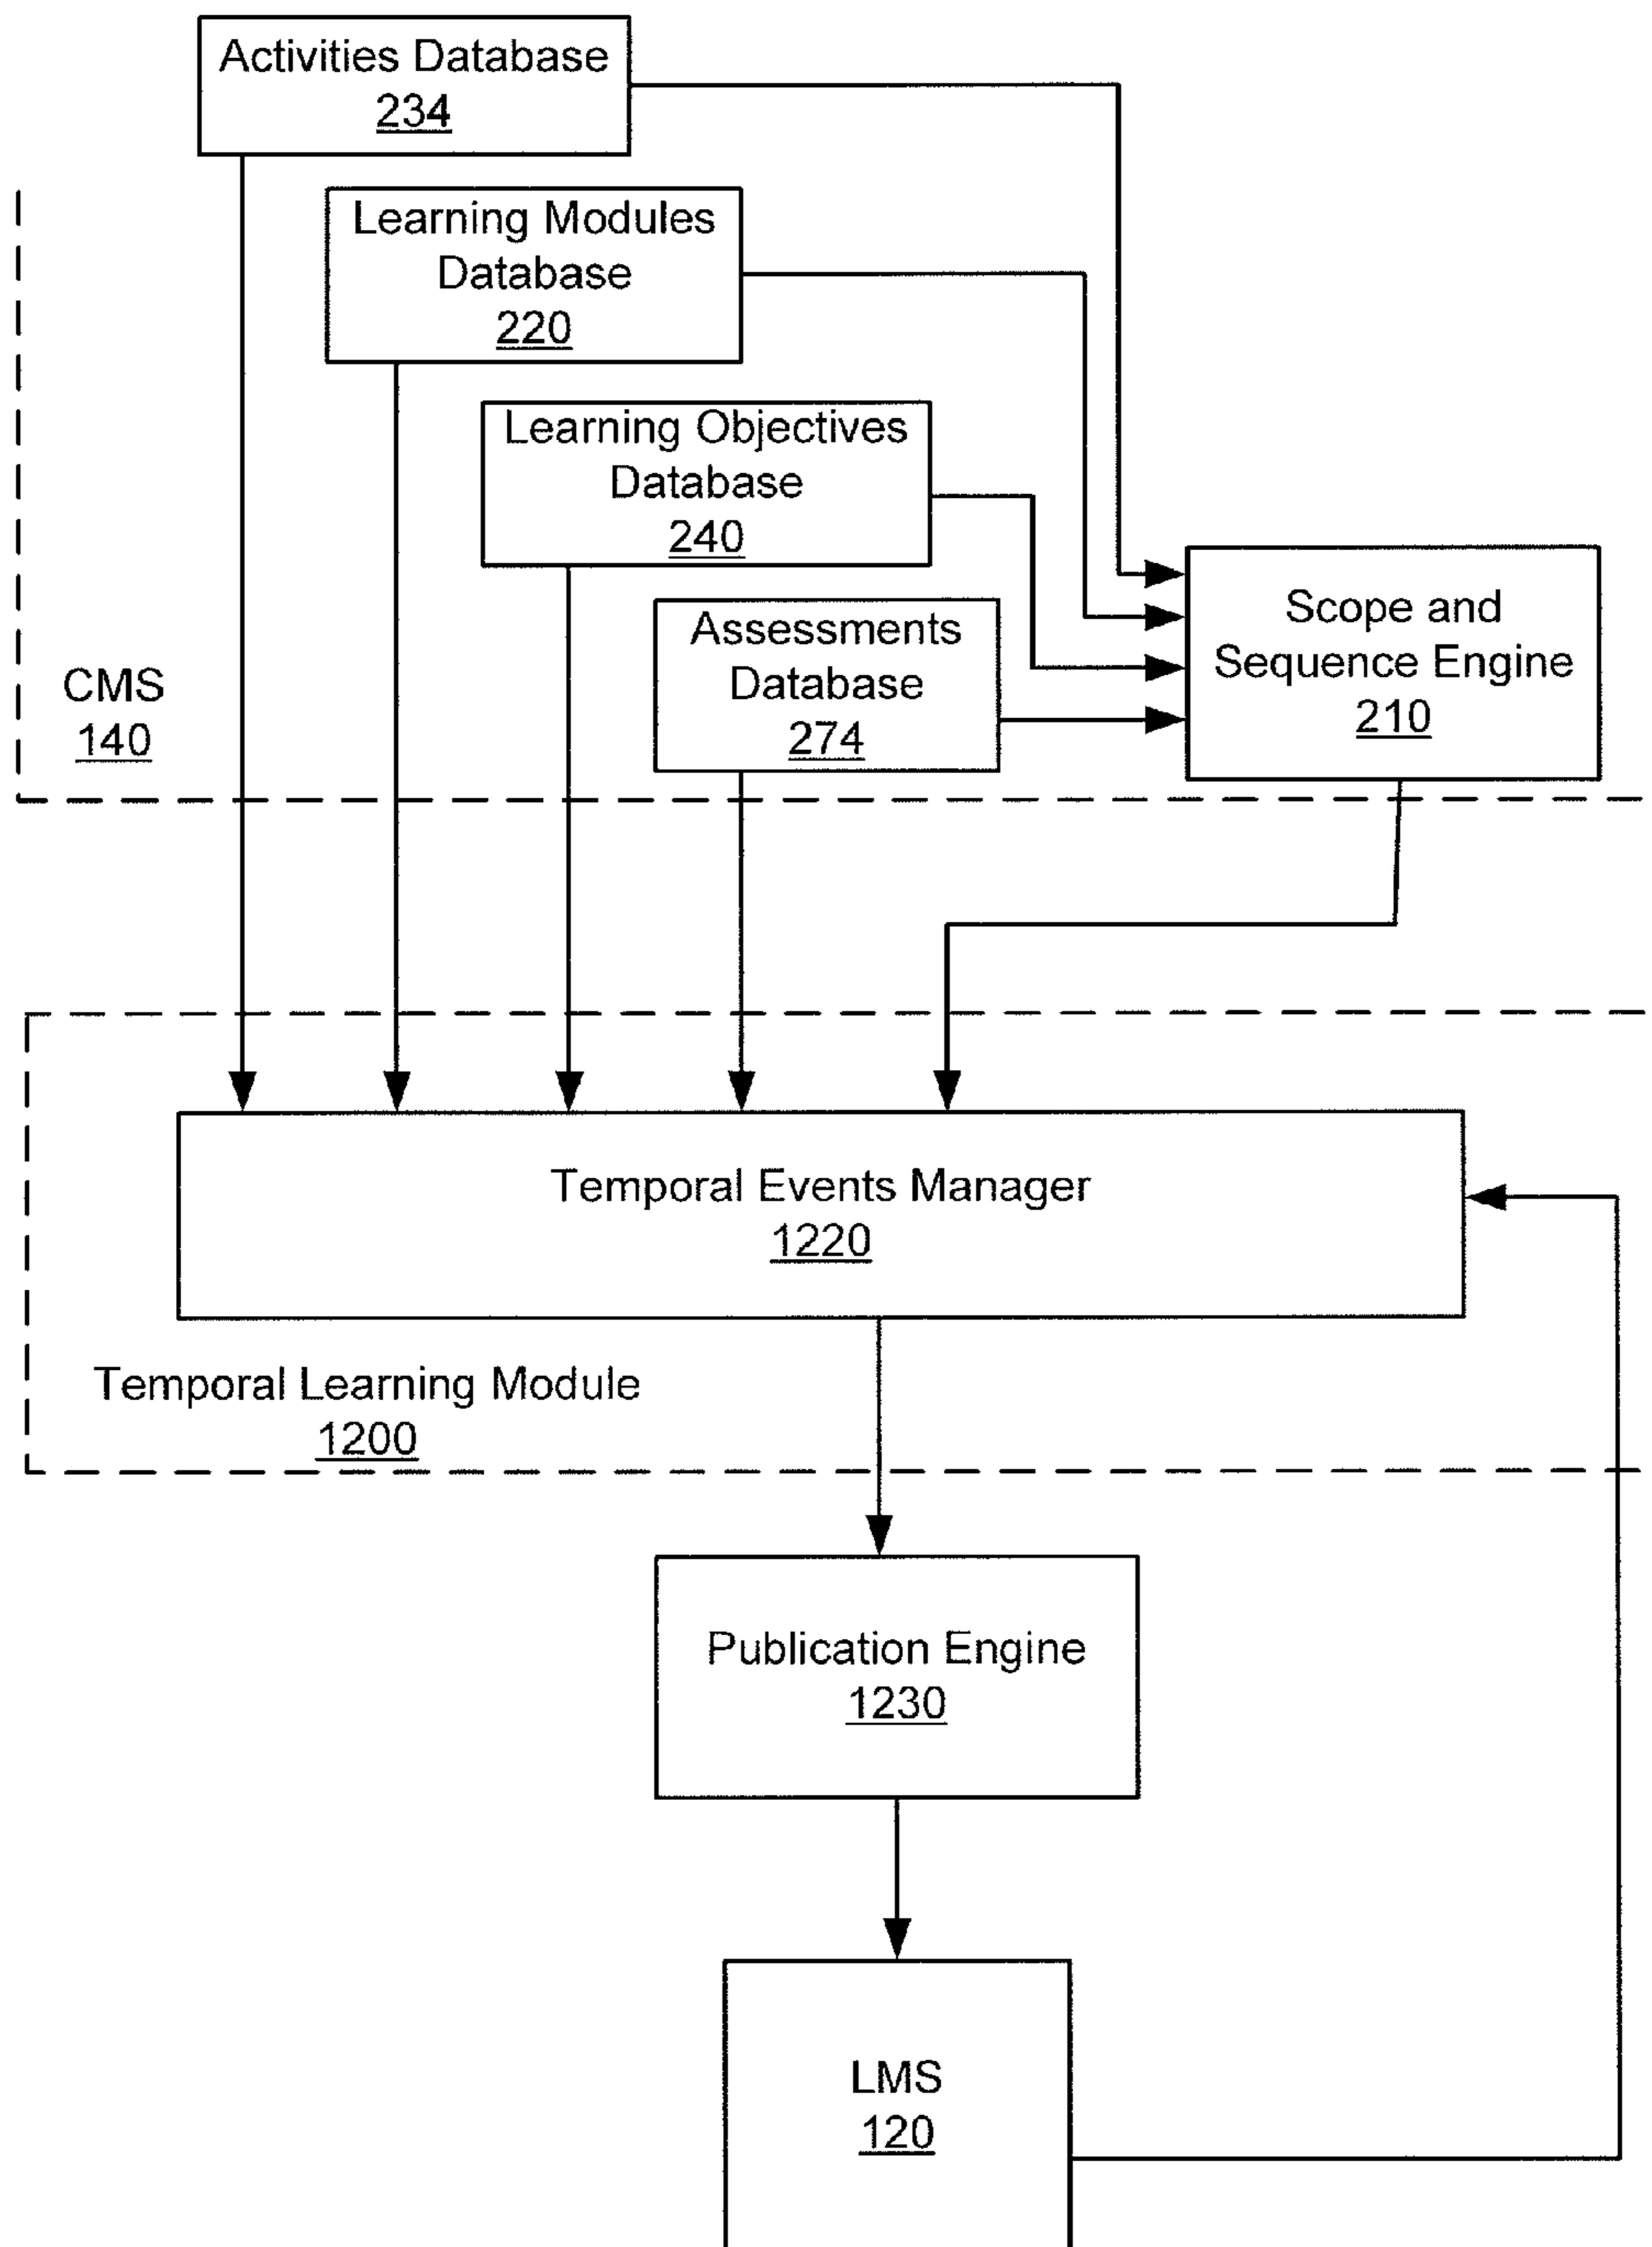 Activities Database
234
Learning Modules
Database
220
Learning Objectives
Database
240
Assessments
Database
274
Scope and
Sequence Engine
210
CMS
140
Temporal Events Manager
1220
Temporal Learning Module
1200
Publication Engine
1230
LMS
120